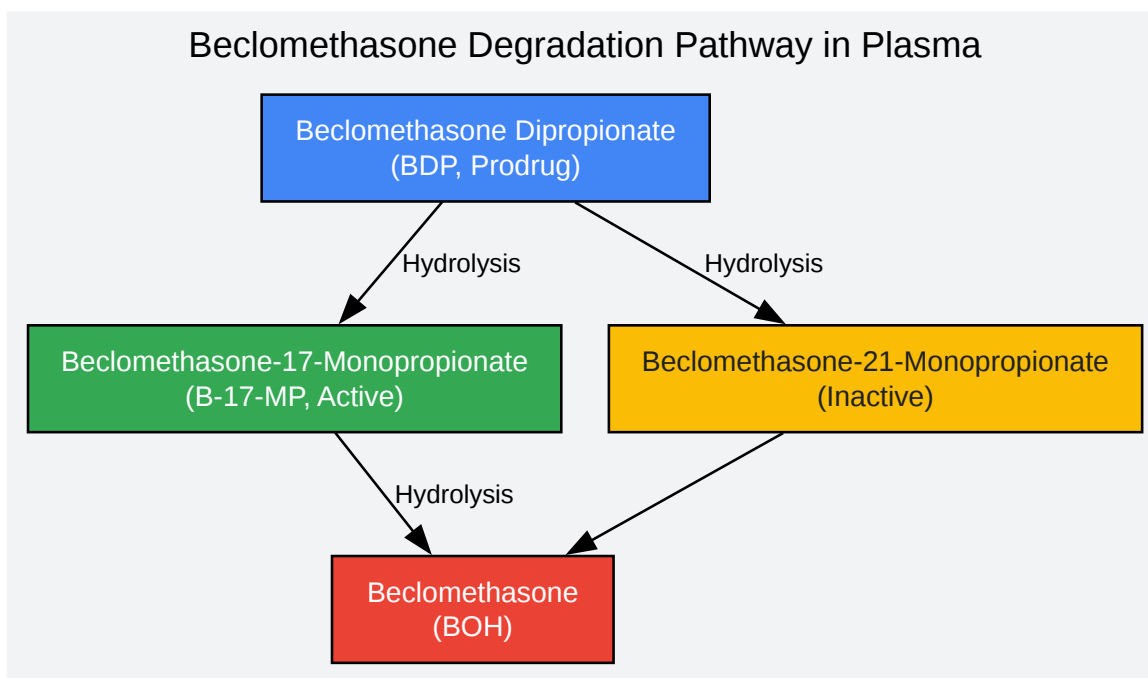 Beclomethasone Degradation Pathway in Plasma
Beclomethasone Dipropionate
(BDP, Prodrug)
Hydrolysis
Hydrolysis
Beclomethasone-17-Monopropionate
(B-17-MP, Active)
Beclomethasone-21-Monopropionate
(Inactive)
Hydrolysis
Beclomethasone
(BOH)